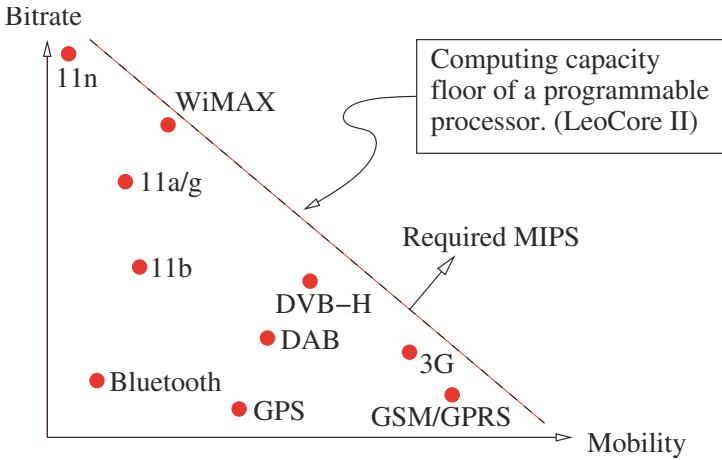 Bitrate
11n
WiMAX
Computing capacity
floor of a programmable
processor. (LeoCore II)
11a/g
Required MIPS
11b
DVB−H
DAB
3G
Bluetooth
GPS
GSM/GPRS
Mobility